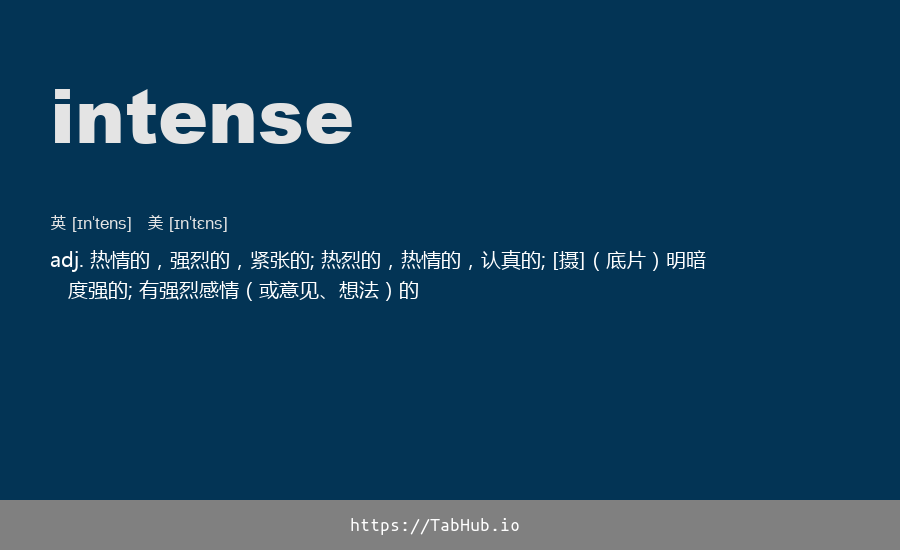 intense
英 [ɪn'tens] 美 [ɪn'tɛns]
adj. 热情的，强烈的，紧张的; 热烈的，热情的，认真的; [摄]（底片）明暗
度强的; 有强烈感情（或意见、想法）的
https://TabHub.io